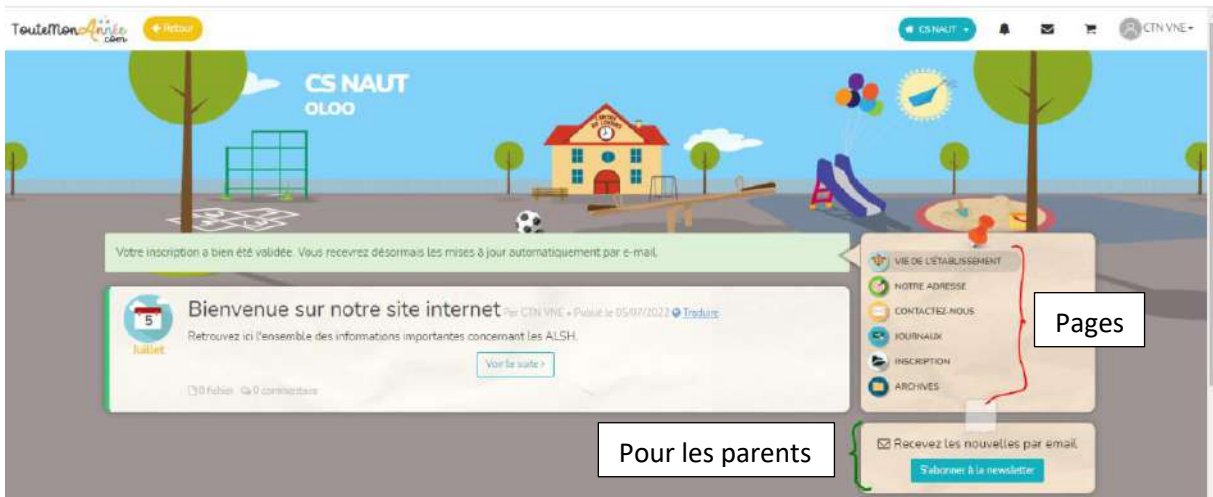 TouteMonAnnée
.com
Retour
CS NAUT
CTN VNE
CS NAUT
OLOO
CENTRE
DE LOISIRS
Votre inscription a bien été validée. Vous recevrez désormais les mises à jour automatiquement par e-mail.
5
Juillet
Bienvenue sur notre site internet Par CTN VNE • Publié le 05/07/2022 Traduire
Retrouvez ici l'ensemble des informations importantes concernant les ALSH.
Voir la suite >
0 fichier 0 commentaire
VIE DE L'ÉTABLISSEMENT
NOTRE ADRESSE
CONTACTEZ-NOUS
JOURNAUX
INSCRIPTION
ARCHIVES
Pages
Pour les parents
Recevez les nouvelles par email
S'abonner à la newsletter